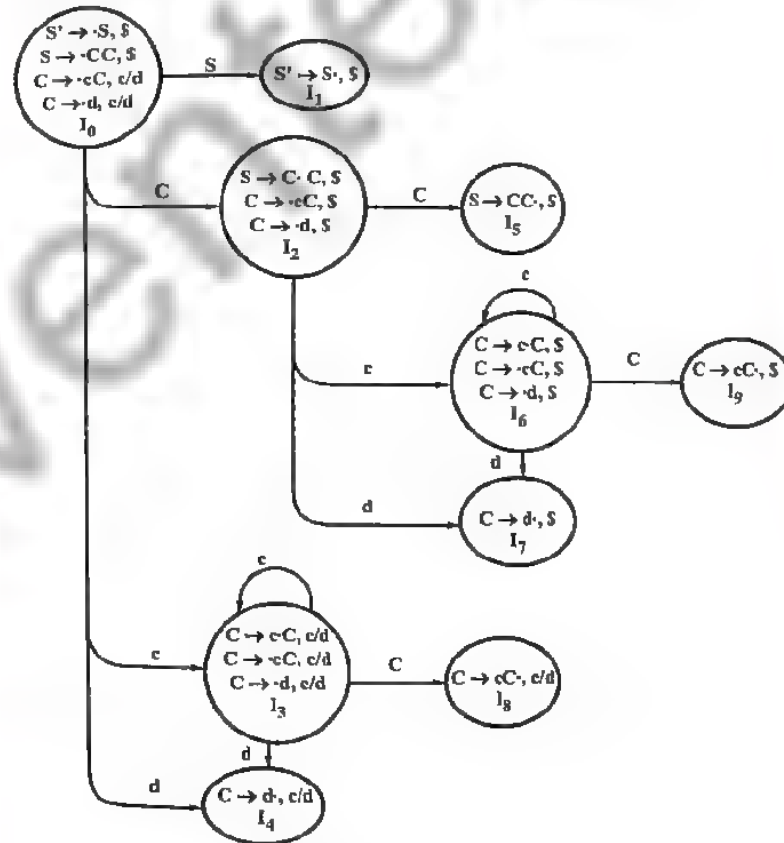 S' → ·S, $
S → ·CC, $
C → ·cC, c/d
C → ·d, c/d
I0
S
S' → S·, $
I1
C
S → C· C, $
C → ·cC, $
C → ·d, $
I2
C
S → CC·, $
I5
c
c
C → c·C, $
C → ·cC, $
C → ·d, $
I6
C
C → cC·, $
I9
d
d
C → d·, $
I7
c
c
C → c·C, c/d
C → ·cC, c/d
C → ·d, c/d
I3
C
C → cC·, c/d
I8
d
d
C → d·, c/d
I4